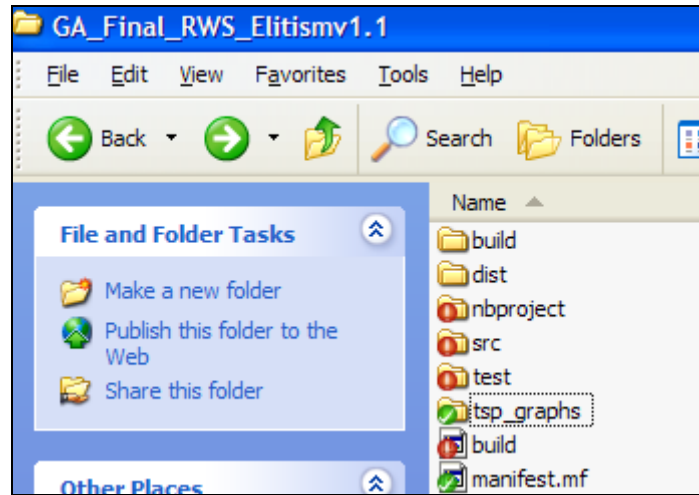 GA_Final_RWS_Elitismv1.1
File Edit View Favorites Tools Help
Back Search Folders
Name
File and Folder Tasks
Make a new folder
Publish this folder to the
Web
Share this folder
Other Places
build
dist
nbproject
src
test
tsp_graphs
build
manifest.mf